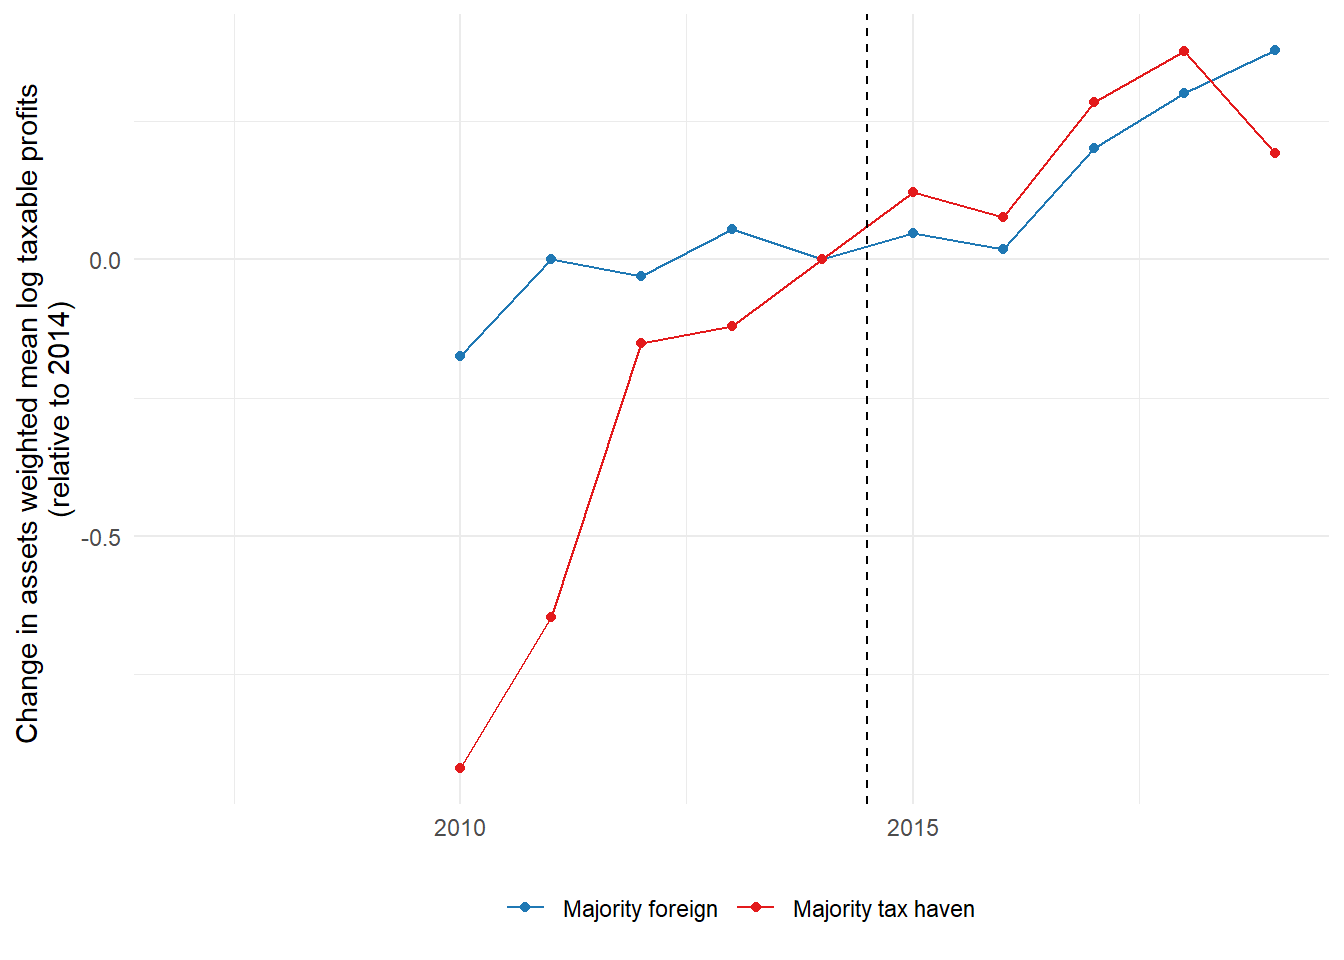 Change in assets weighted mean log taxable profits
(relative to 2014)
0.0
-0.5
2010
2015
Majority foreign
Majority tax haven